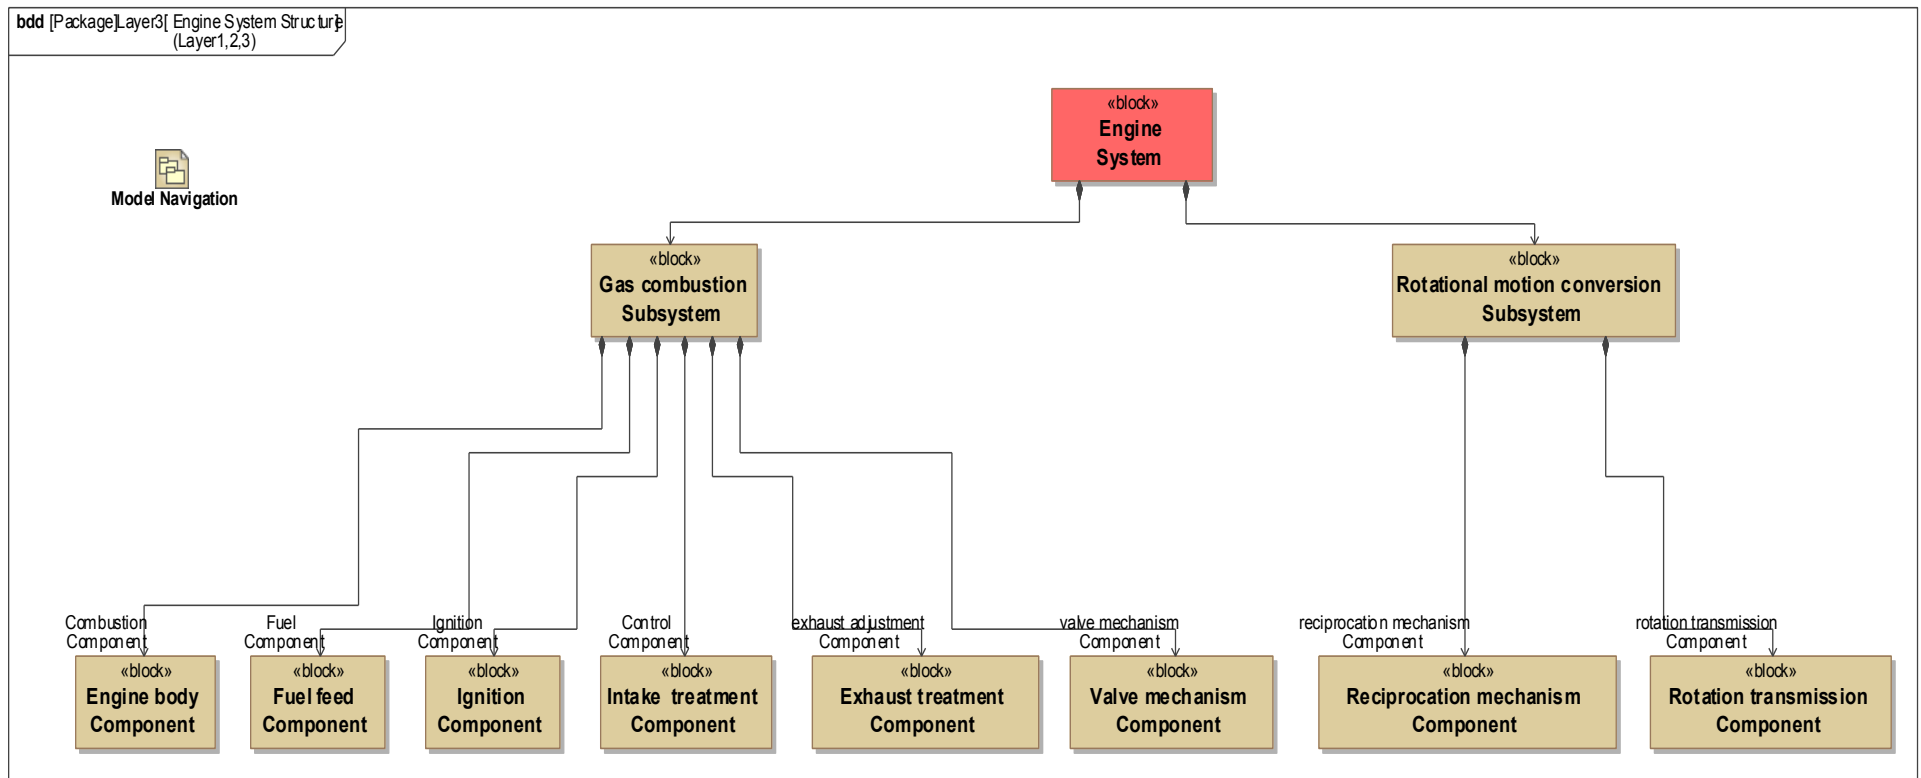 bdd [Package]Layer3[ Engine System Structure]
(Layer1,2,3)
«block»
Engine
System
Model Navigation
«block»
Gas combustion
Subsystem
«block»
Rotational motion conversion
Subsystem
Combustion
Component
Fuel
Component
Ignition
Component
Control
Component
exhaust adjustment
Component
valve mechanism
Component
reciprocation mechanism
Component
rotation transmission
Component
«block»
Engine body
Component
«block»
Fuel feed
Component
«block»
Ignition
Component
«block»
Intake treatment
Component
«block»
Exhaust treatment
Component
«block»
Valve mechanism
Component
«block»
Reciprocation mechanism
Component
«block»
Rotation transmission
Component